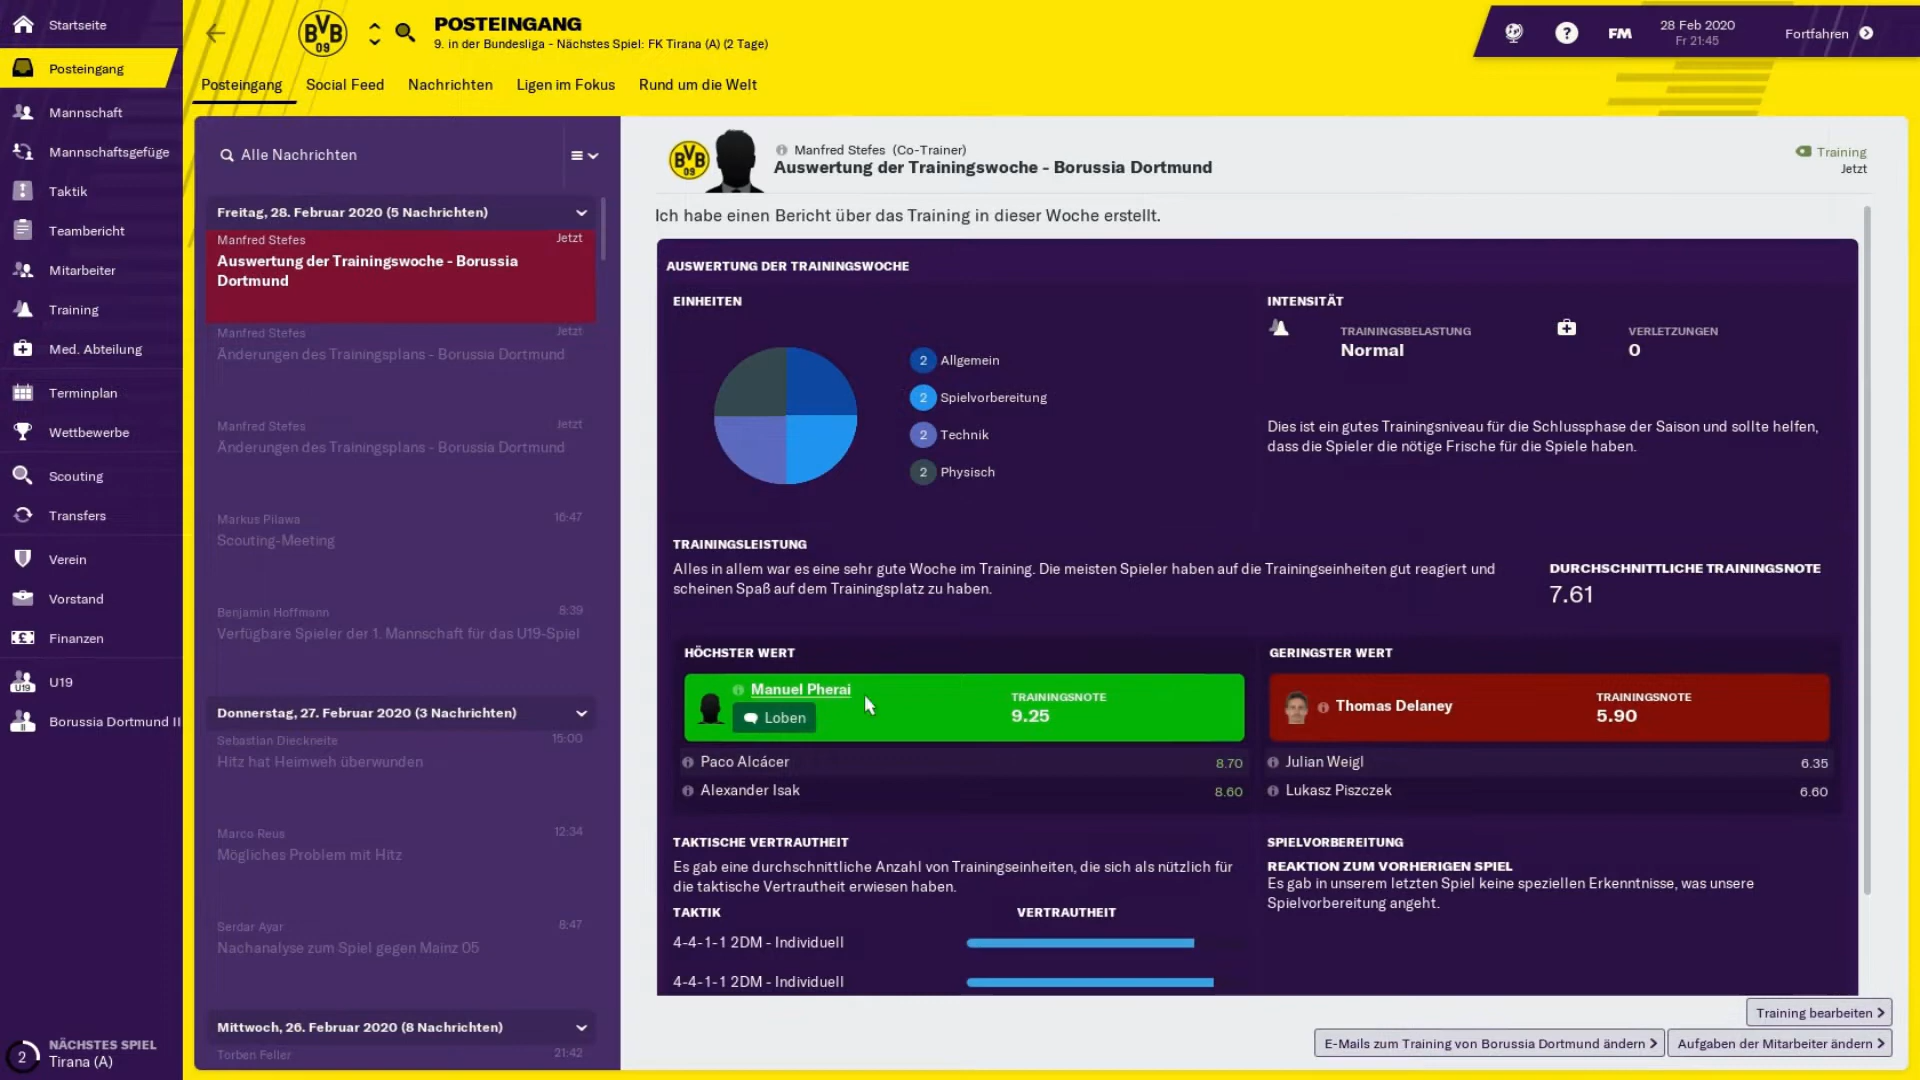 Startseite
Posteingang
Mannschaft
Mannschaftsgefüge
Taktik
Teambericht
Mitarbeiter
Training
Med. Abteilung
Terminplan
Wettbewerbe
Scouting
Transfers
Verein
Vorstand
Finanzen
U19
U19
Borussia Dortmund II
II
2
NÄCHSTES SPIEL
Tirana (A)
BVB
09
POSTEINGANG
9. in der Bundesliga - Nächstes Spiel: FK Tirana (A) (2 Tage)
?
FM
28 Feb 2020
Fr 21:45
Fortfahren
Posteingang
Social Feed
Nachrichten
Ligen im Fokus
Rund um die Welt
Alle Nachrichten
Freitag, 28. Februar 2020 (5 Nachrichten)
Manfred Stefes
Jetzt
Auswertung der Trainingswoche - Borussia
Dortmund
Manfred Stefes
Jetzt
Änderungen des Trainingsplans - Borussia Dortmund
Manfred Stefes
Jetzt
Änderungen des Trainingsplans - Borussia Dortmund
Markus Pilawa
16:47
Scouting-Meeting
Benjamin Hoffmann
8:39
Verfügbare Spieler der 1. Mannschaft für das U19-Spiel
Donnerstag, 27. Februar 2020 (3 Nachrichten)
Sebastian Dieckneite
15:00
Hitz hat Heimweh überwunden
Marco Reus
12:34
Mögliches Problem mit Hitz
Serdar Ayar
8:47
Nachanalyse zum Spiel gegen Mainz 05
Mittwoch, 26. Februar 2020 (8 Nachrichten)
Torben Feller
21:42
BVB
09
Manfred Stefes (Co-Trainer)
Auswertung der Trainingswoche - Borussia Dortmund
Training
Jetzt
Ich habe einen Bericht über das Training in dieser Woche erstellt.
AUSWERTUNG DER TRAININGSWOCHE
EINHEITEN
2 Allgemein
2 Spielvorbereitung
2 Technik
2 Physisch
INTENSITÄT
TRAININGSBELASTUNG
Normal
VERLETZUNGEN
0
Dies ist ein gutes Trainingsniveau für die Schlussphase der Saison und sollte helfen,
dass die Spieler die nötige Frische für die Spiele haben.
TRAININGSLEISTUNG
Alles in allem war es eine sehr gute Woche im Training. Die meisten Spieler haben auf die Trainingseinheiten gut reagiert und
scheinen Spaß auf dem Trainingsplatz zu haben.
DURCHSCHNITTLICHE TRAININGSNOTE
7.61
HÖCHSTER WERT
Manuel Pherai
Loben
TRAININGSNOTE
9.25
Paco Alcácer
8.70
Alexander Isak
8.60
GERINGSTER WERT
Thomas Delaney
TRAININGSNOTE
5.90
Julian Weigl
6.35
Lukasz Piszczek
6.60
TAKTISCHE VERTRAUTHEIT
Es gab eine durchschnittliche Anzahl von Trainingseinheiten, die sich als nützlich für
die taktische Vertrautheit erwiesen haben.
TAKTIK
VERTRAUTHEIT
4-4-1-1 2DM - Individuell
4-4-1-1 2DM - Individuell
SPIELVORBEREITUNG
REAKTION ZUM VORHERIGEN SPIEL
Es gab in unserem letzten Spiel keine speziellen Erkenntnisse, was unsere
Spielvorbereitung angeht.
Training bearbeiten
E-Mails zum Training von Borussia Dortmund ändern
Aufgaben der Mitarbeiter ändern